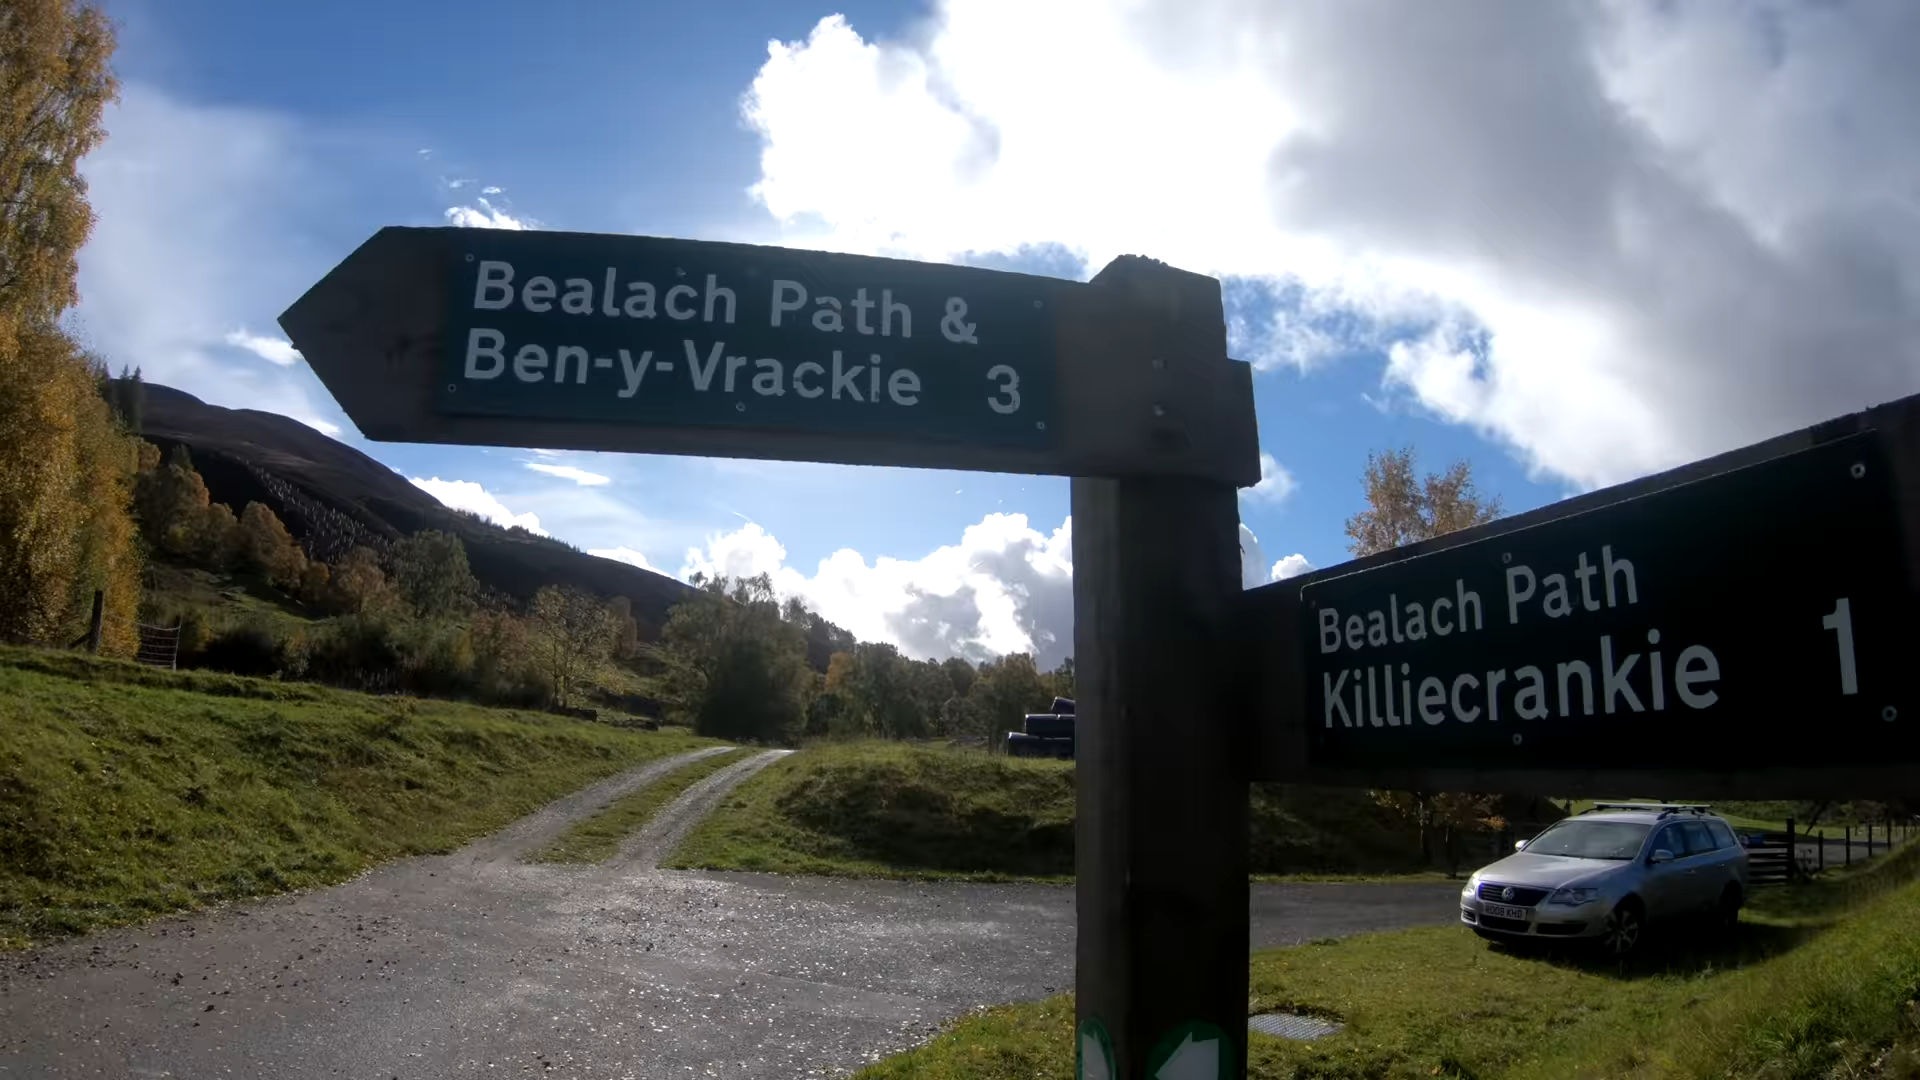 Bealach Path &
Ben-y-Vrackie 3
Bealach Path
Killiecrankie 1